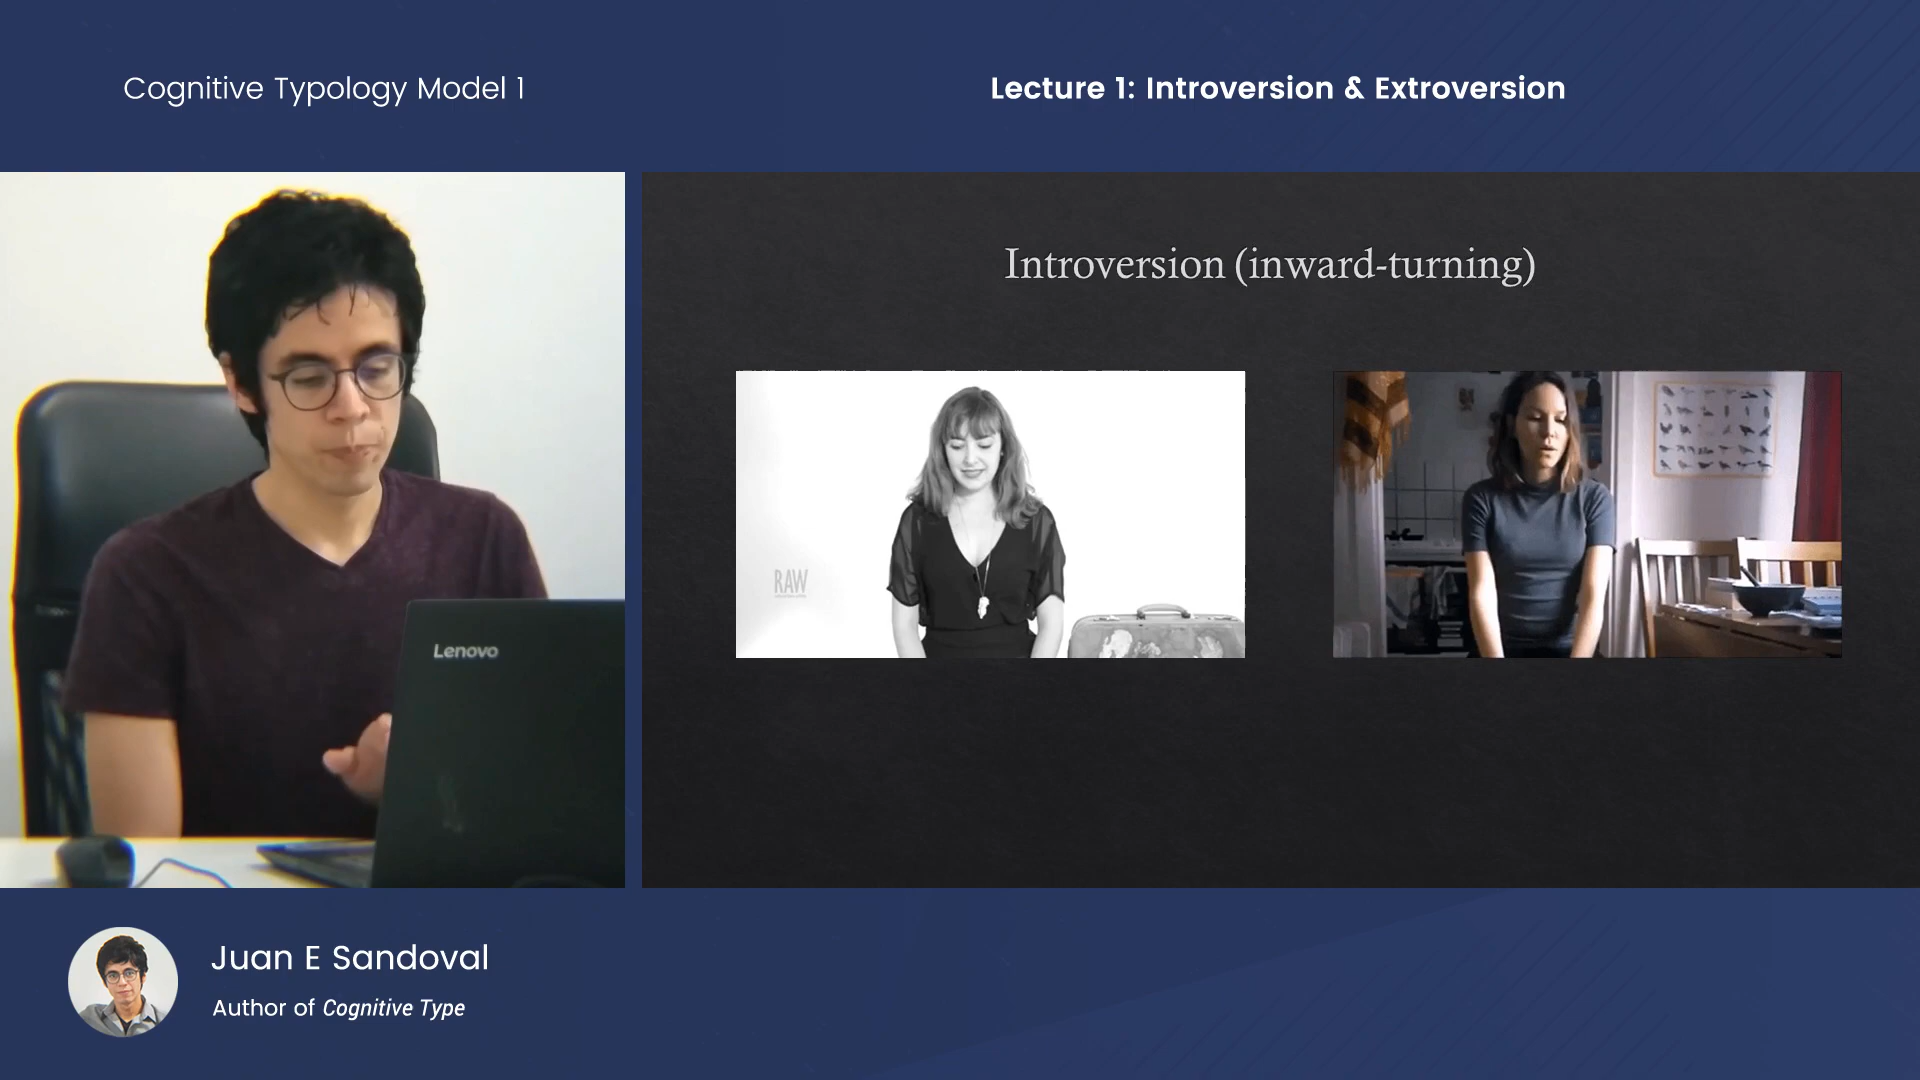 Cognitive Typology Model 1
Lecture 1: Introversion & Extroversion
Introversion (inward-turning)
RAW
Lenovo
Juan E Sandoval
Author of Cognitive Type